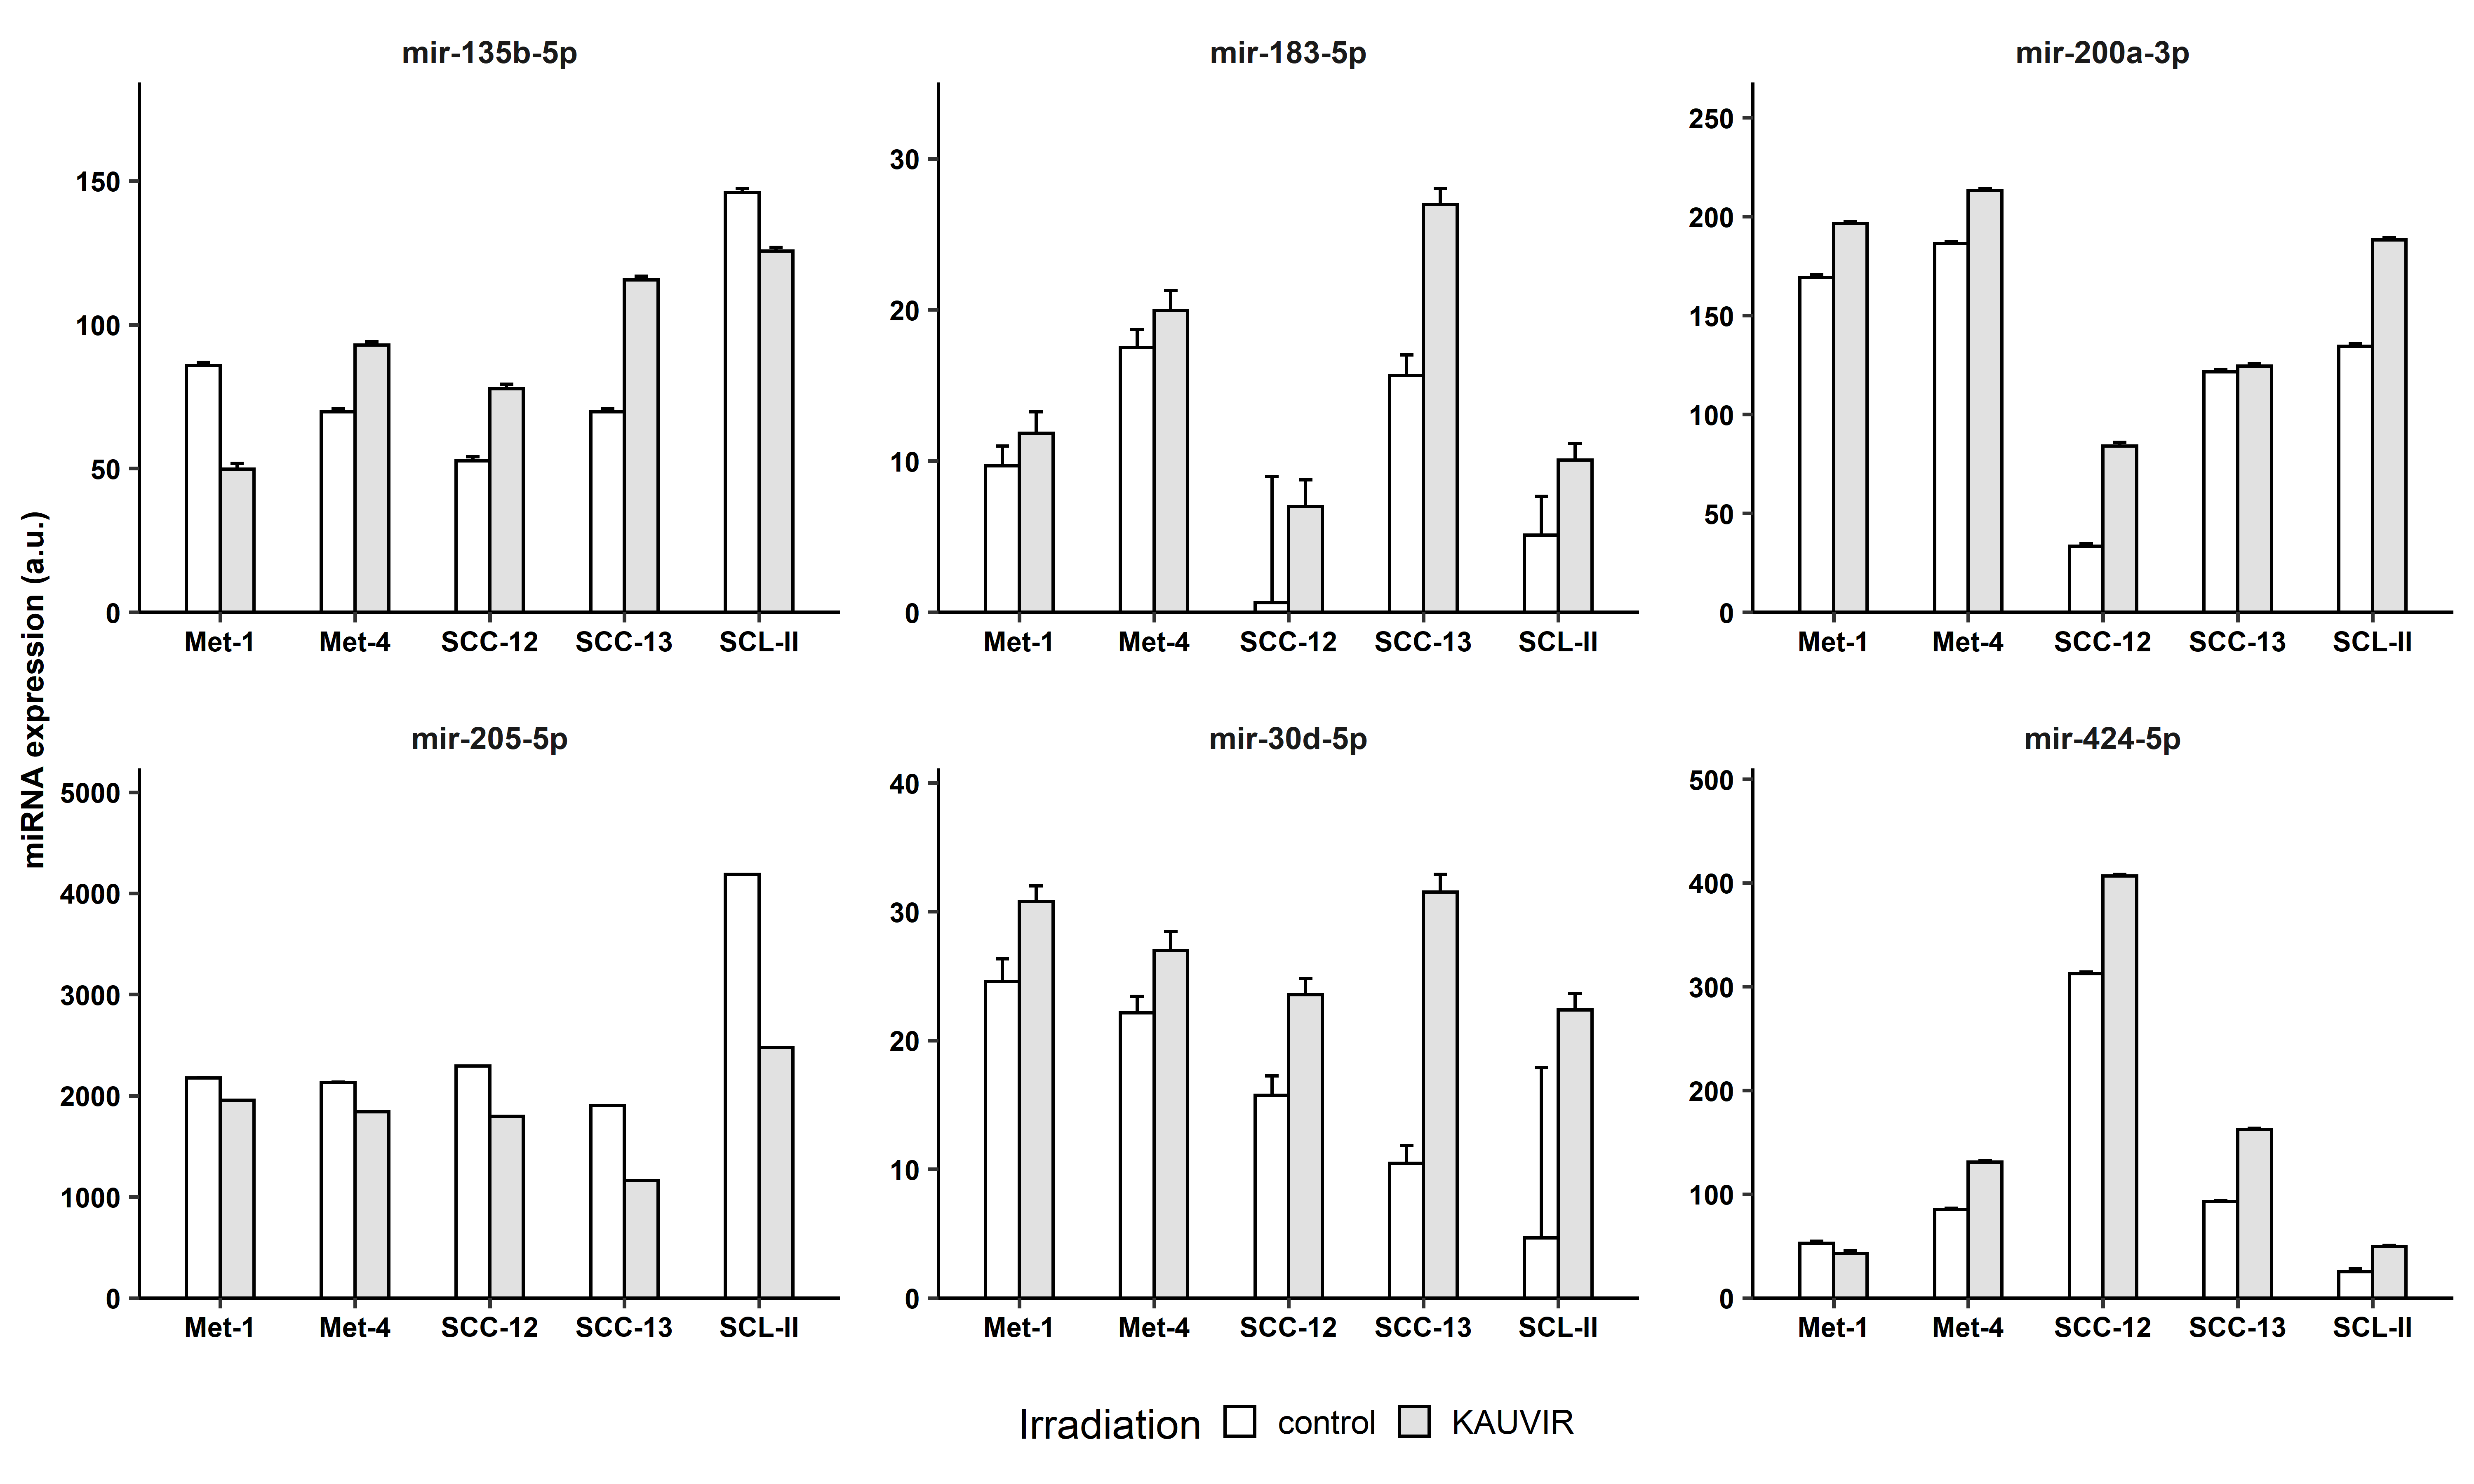 mir-135b-5p
mir-183-5p
mir-200a-3p
150
100
50
0
Met-1 Met-4 SCC-12 SCC-13 SCL-II
30
20
10
0
Met-1 Met-4 SCC-12 SCC-13 SCL-II
250
200
150
100
50
0
Met-1 Met-4 SCC-12 SCC-13 SCL-II
miRNA expression (a.u.)
mir-205-5p
mir-30d-5p
mir-424-5p
5000
4000
3000
2000
1000
0
Met-1 Met-4 SCC-12 SCC-13 SCL-II
40
30
20
10
0
Met-1 Met-4 SCC-12 SCC-13 SCL-II
500
400
300
200
100
0
Met-1 Met-4 SCC-12 SCC-13 SCL-II
Irradiation control KAUVIR